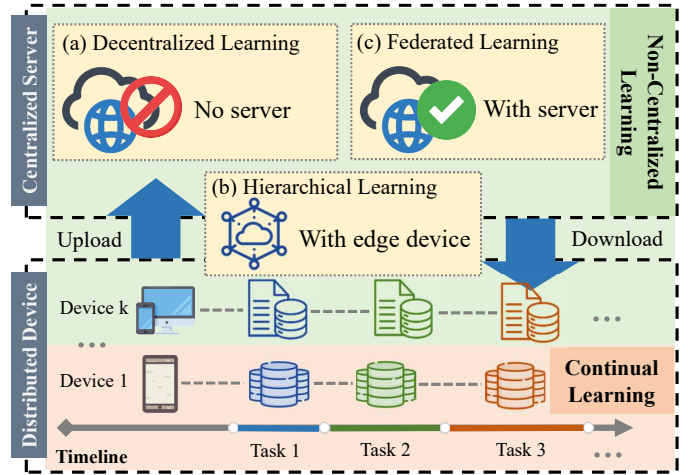 Centralized Server
(a) Decentralized Learning
No server
(c) Federated Learning
With server
Non-Centralized
Learning
(b) Hierarchical Learning
With edge device
Upload
Download
Distributed Device
Device k
...
...
Device 1
Continual
Learning
Timeline
Task 1
Task 2
Task 3
...